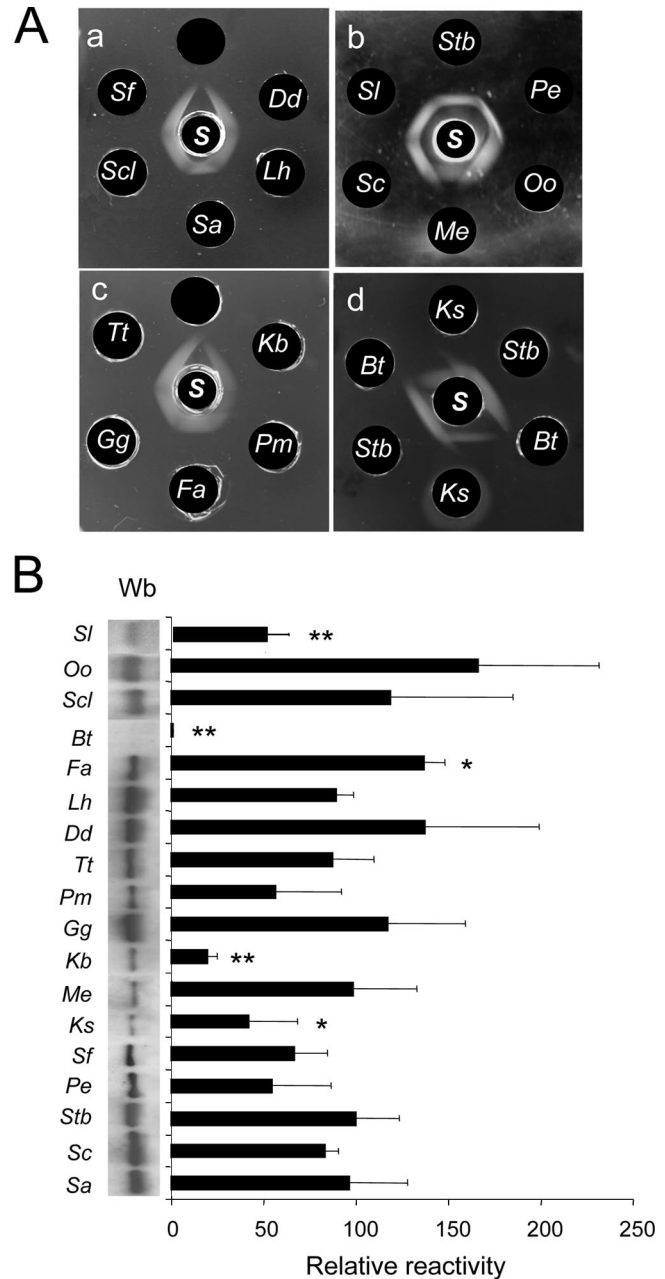 A
a
Sf
Dd
S
Scl
Lh
Sa
b
Stb
Sl
Pe
S
Sc
Oo
Me
c
Tt
Kb
S
Gg
Pm
Fa
d
Ks
Stb
Bt
S
Stb
Bt
Ks
B
Wb
Sl **
Oo
Scl
Bt **
Fa *
Lh
Dd
Tt
Pm
Gg
Kb **
Me
Ks *
Sf
Pe
Stb
Sc
Sa
0 50 100 150 200 250
Relative reactivity